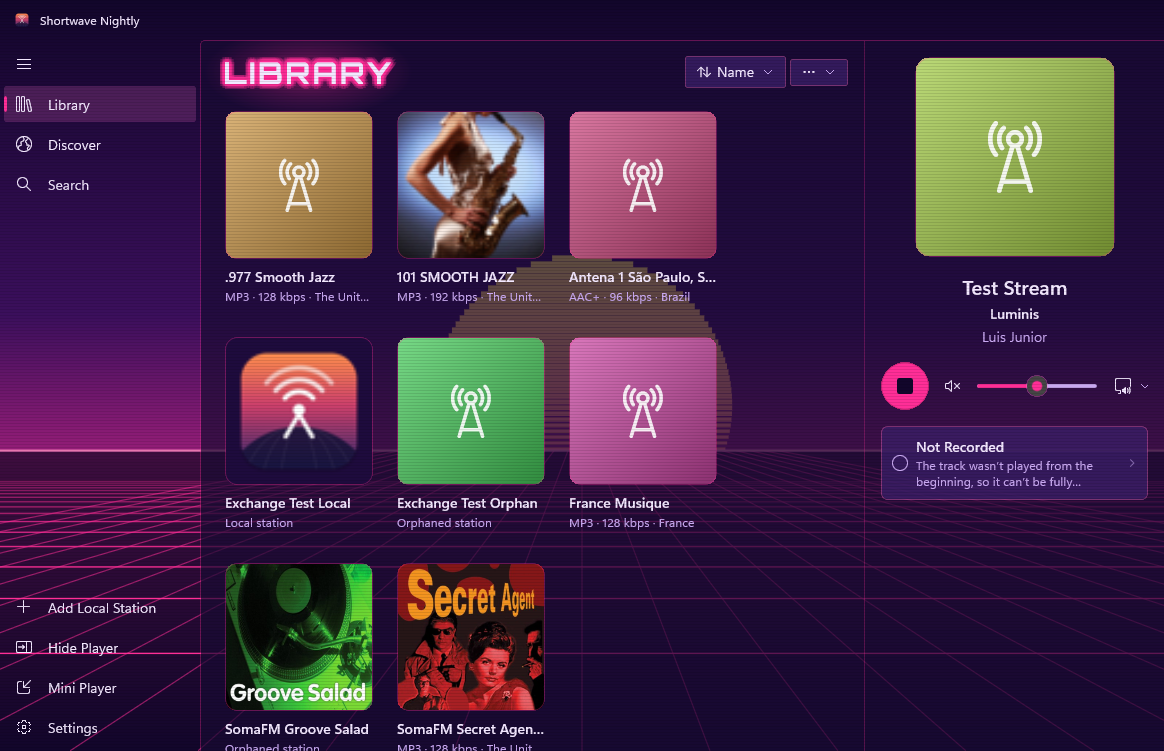 Shortwave Nightly
Library
Discover
Search
Add Local Station
Hide Player
Mini Player
Settings
LIBRARY
Name
.977 Smooth Jazz
MP3 · 128 kbps · The Unit...
101 SMOOTH JAZZ
MP3 · 192 kbps · The Unit...
Antena 1 São Paulo, S...
AAC+ · 96 kbps · Brazil
Exchange Test Local
Local station
Exchange Test Orphan
Orphaned station
France Musique
MP3 · 128 kbps · France
Groove Salad
SomaFM Groove Salad
Orphaned station
Secret Agent
SomaFM Secret Agen...
MP3 · 128 kbps · The Unit...
Test Stream
Luminis
Luis Junior
Not Recorded
The track wasn't played from the
beginning, so it can't be fully...